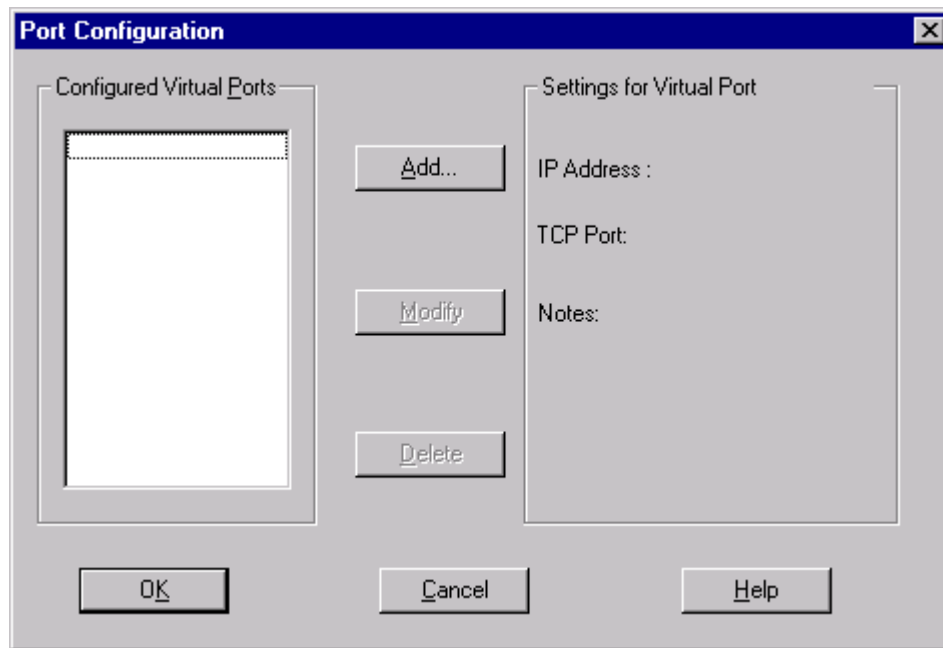 Port Configuration
Configured Virtual Ports
Settings for Virtual Port
Add...
IP Address :
TCP Port:
Modify
Notes:
Delete
OK
Cancel
Help